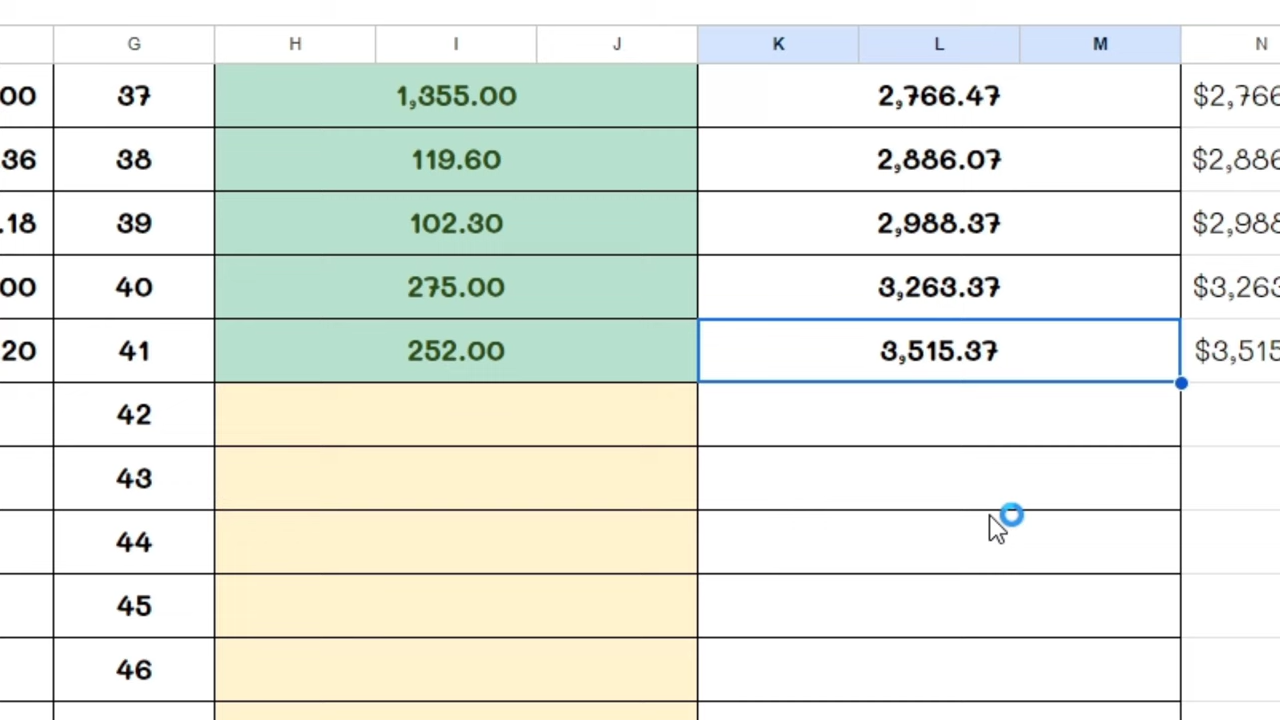 G H I J K L M N
00 37 1,355.00 2,766.47 $2,766
36 38 119.60 2,886.07 $2,886
.18 39 102.30 2,988.37 $2,988
00 40 275.00 3,263.37 $3,263
20 41 252.00 3,515.37 $3,515
42
43
44
45
46